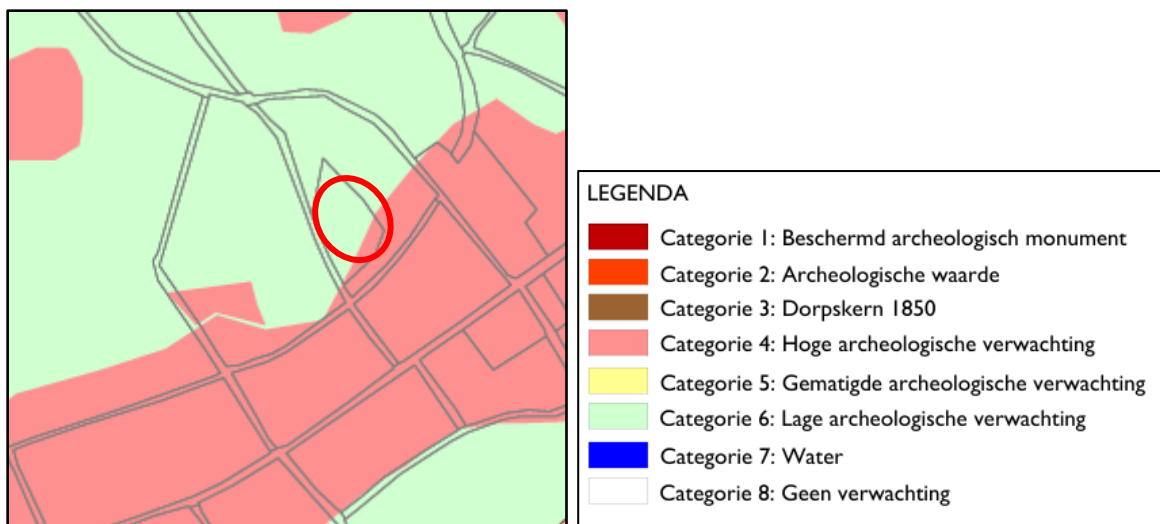 LEGENDA
Categorie 1: Beschermd archeologisch monument
Categorie 2: Archeologische waarde
Categorie 3: Dorpskern 1850
Categorie 4: Hoge archeologische verwachting
Categorie 5: Gematigde archeologische verwachting
Categorie 6: Lage archeologische verwachting
Categorie 7: Water
Categorie 8: Geen verwachting